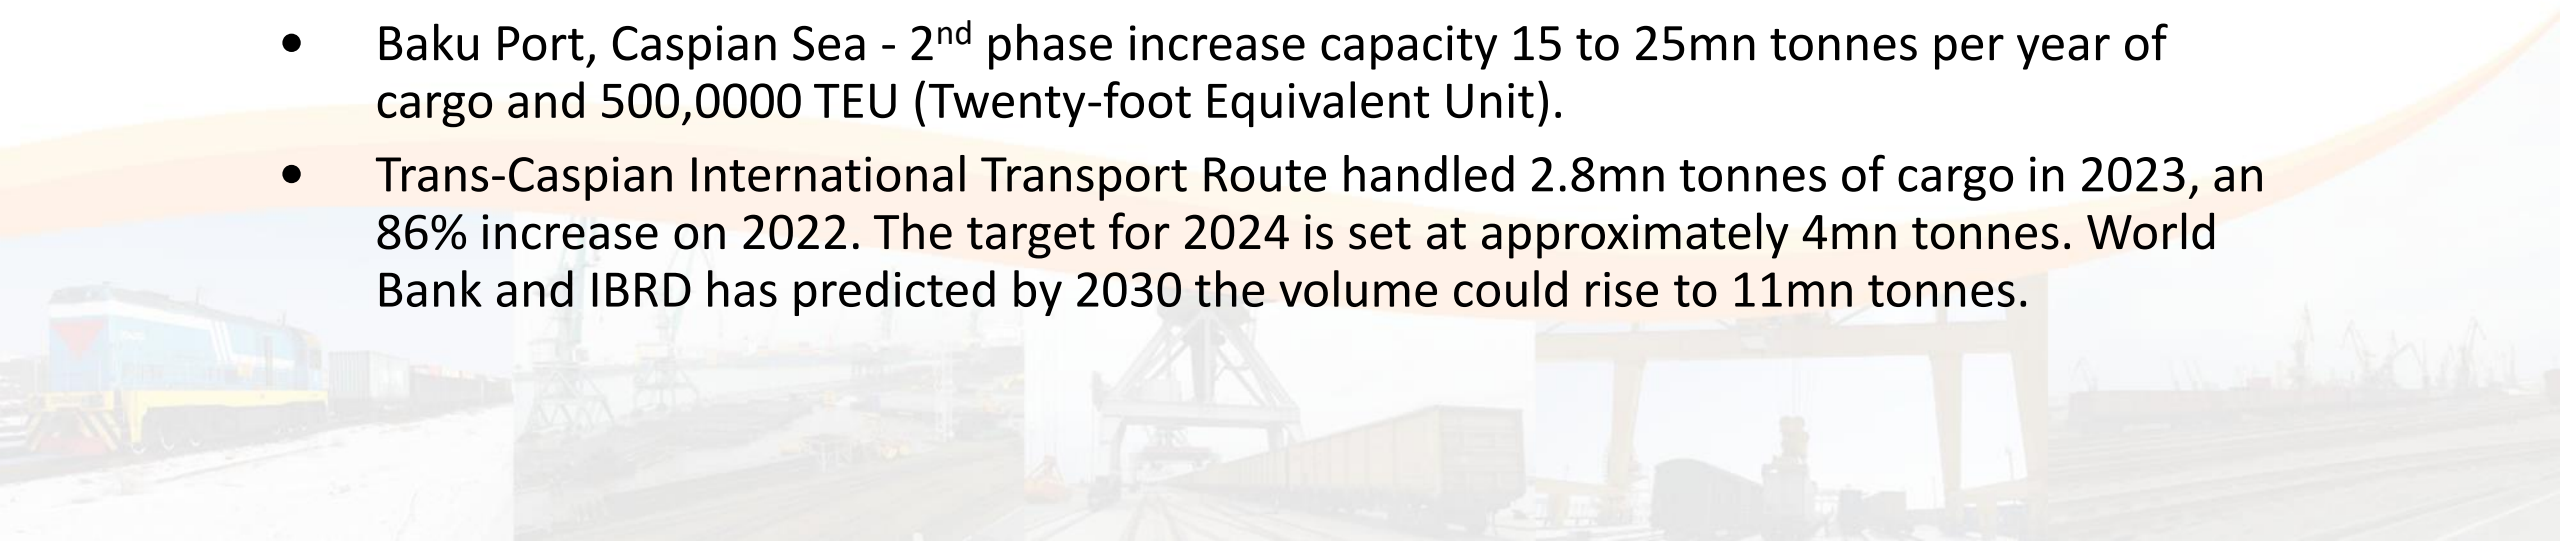 • Baku Port, Caspian Sea - 2nd phase increase capacity 15 to 25mn tonnes per year of
cargo and 500,0000 TEU (Twenty-foot Equivalent Unit).
• Trans-Caspian International Transport Route handled 2.8mn tonnes of cargo in 2023, an
86% increase on 2022. The target for 2024 is set at approximately 4mn tonnes. World
Bank and IBRD has predicted by 2030 the volume could rise to 11mn tonnes.